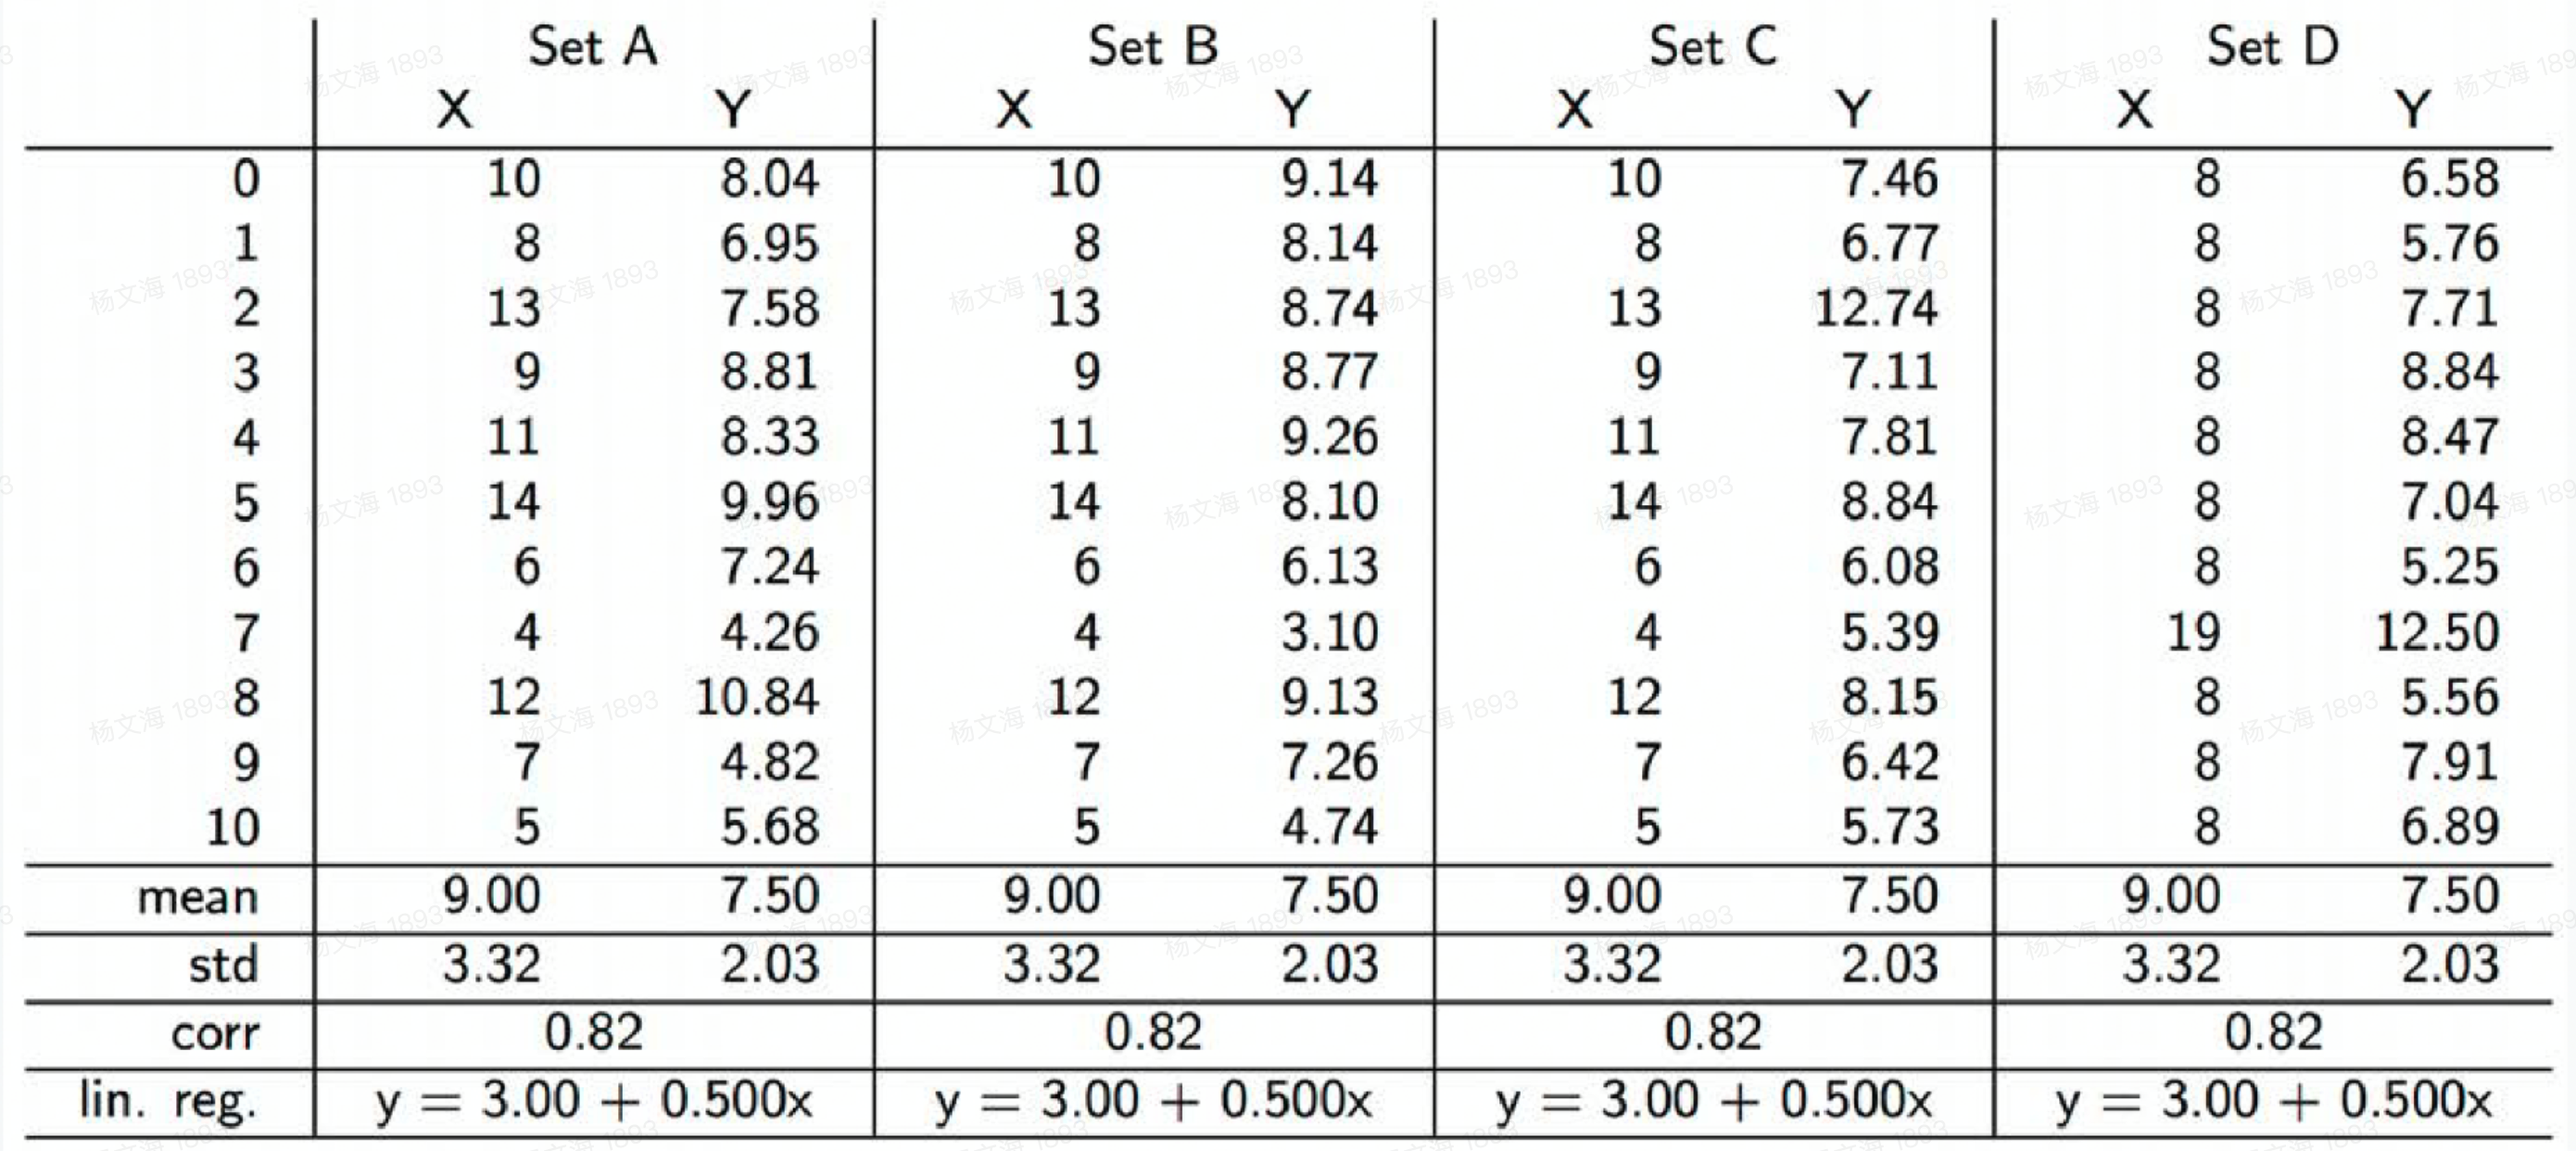 Set A Set B Set C Set D
X Y X Y X Y X Y
0 10 8.04 10 9.14 10 7.46 8 6.58
1 8 6.95 8 8.14 8 6.77 8 5.76
2 13 7.58 13 8.74 13 12.74 8 7.71
3 9 8.81 9 8.77 9 7.11 8 8.84
4 11 8.33 11 9.26 11 7.81 8 8.47
5 14 9.96 14 8.10 14 8.84 8 7.04
6 6 7.24 6 6.13 6 6.08 8 5.25
7 4 4.26 4 3.10 4 5.39 19 12.50
8 12 10.84 12 9.13 12 8.15 8 5.56
9 7 4.82 7 7.26 7 6.42 8 7.91
10 5 5.68 5 4.74 5 5.73 8 6.89
mean 9.00 7.50 9.00 7.50 9.00 7.50 9.00 7.50
std 3.32 2.03 3.32 2.03 3.32 2.03 3.32 2.03
corr 0.82 0.82 0.82 0.82
lin. reg. y = 3.00 + 0.500x y = 3.00 + 0.500x y = 3.00 + 0.500x y = 3.00 + 0.500x
杨文海 1893